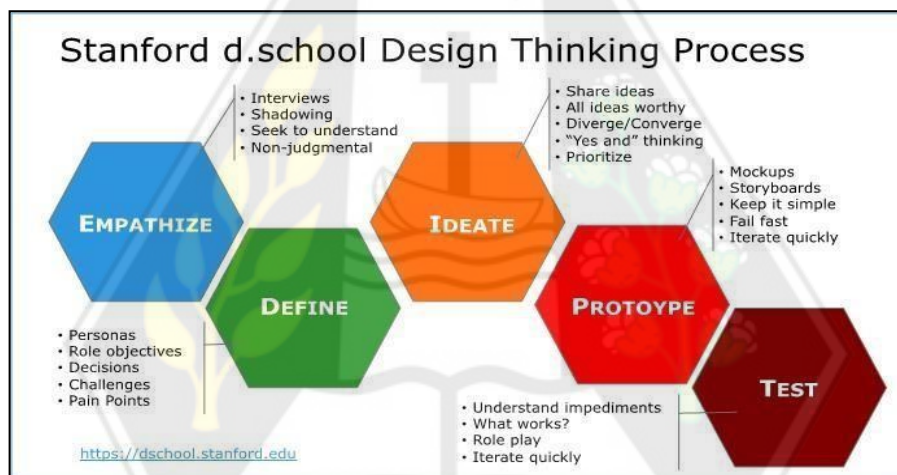 Stanford d.school Design Thinking Process
• Interviews
• Shadowing
• Seek to understand
• Non-judgmental
• Share ideas
• All ideas worthy
• Diverge/Converge
• "Yes and" thinking
• Prioritize
• Mockups
• Storyboards
• Keep it simple
• Fail fast
• Iterate quickly
EMPATHIZE
IDEATE
DEFINE
PROTOYPE
TEST
• Personas
• Role objectives
• Decisions
• Challenges
• Pain Points
• Understand impediments
• What works?
• Role play
• Iterate quickly
https://dschool.stanford.edu